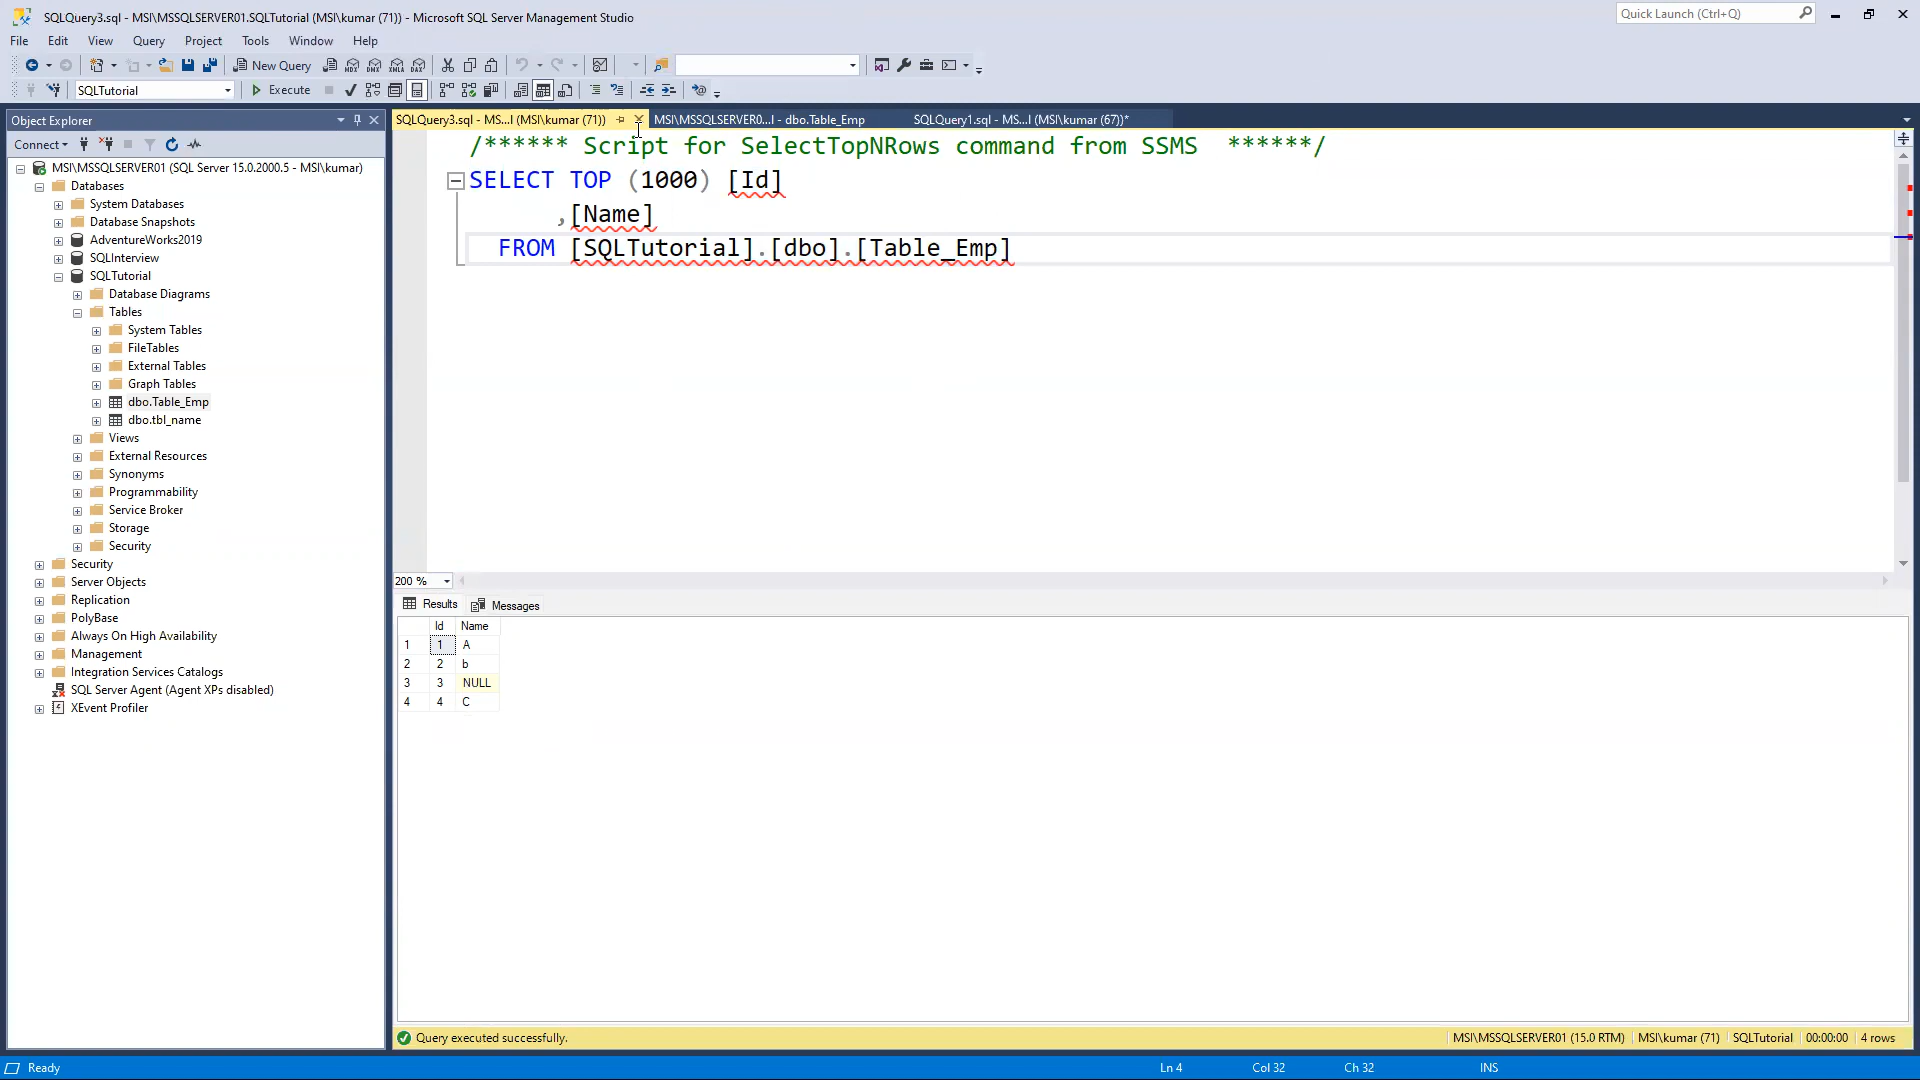 SQLQuery3.sql - MSI\MSSQLSERVER01.SQLTutorial (MSI\kumar (71)) - Microsoft SQL Server Management Studio
Quick Launch (Ctrl+Q)
File Edit View Query Project Tools Window Help
New Query
SQLTutorial
Execute
Object Explorer
SQLQuery3.sql - MS...l (MSI\kumar (71))
MSI\MSSQLSERVER0...l - dbo.Table_Emp
SQLQuery1.sql - MS...l (MSI\kumar (67))*
Connect
MSI\MSSQLSERVER01 (SQL Server 15.0.2000.5 - MSI\kumar)
Databases
System Databases
Database Snapshots
AdventureWorks2019
SQLInterview
SQLTutorial
Database Diagrams
Tables
System Tables
FileTables
External Tables
Graph Tables
dbo.Table_Emp
dbo.tbl_name
Views
External Resources
Synonyms
Programmability
Service Broker
Storage
Security
Security
Server Objects
Replication
PolyBase
Always On High Availability
Management
Integration Services Catalogs
SQL Server Agent (Agent XPs disabled)
XEvent Profiler
/****** Script for SelectTopNRows command from SSMS  ******/
SELECT TOP (1000) [Id]
,[Name]
FROM [SQLTutorial].[dbo].[Table_Emp]
200 %
Results Messages
Id Name
1 1 A
2 2 b
3 3 NULL
4 4 C
Query executed successfully.
MSI\MSSQLSERVER01 (15.0 RTM) MSI\kumar (71) SQLTutorial 00:00:00 4 rows
Ready
Ln 4 Col 32 Ch 32 INS